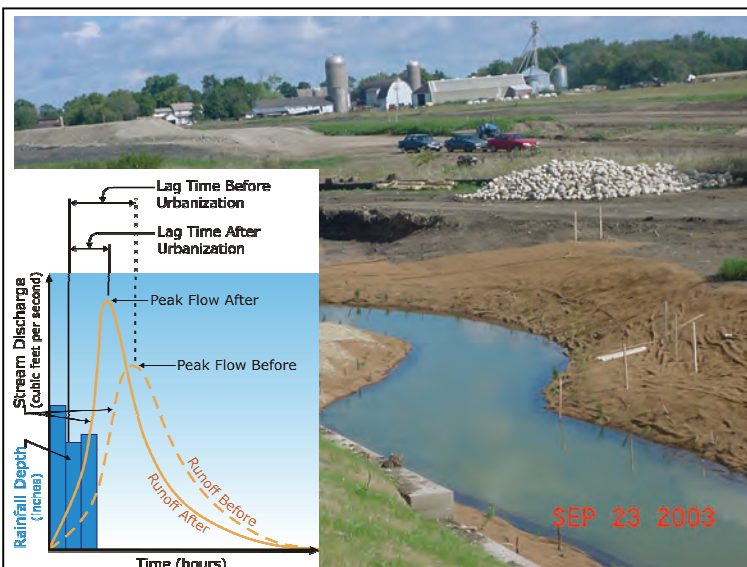 Lag Time Before
Urbanization
Lag Time After
Urbanization
Peak Flow After
Peak Flow Before
Stream Discharge
(cubic feet per second)
Rainfall Depth
(inches)
Runoff Before
Runoff After
Time (hours)
SEP 23 2003